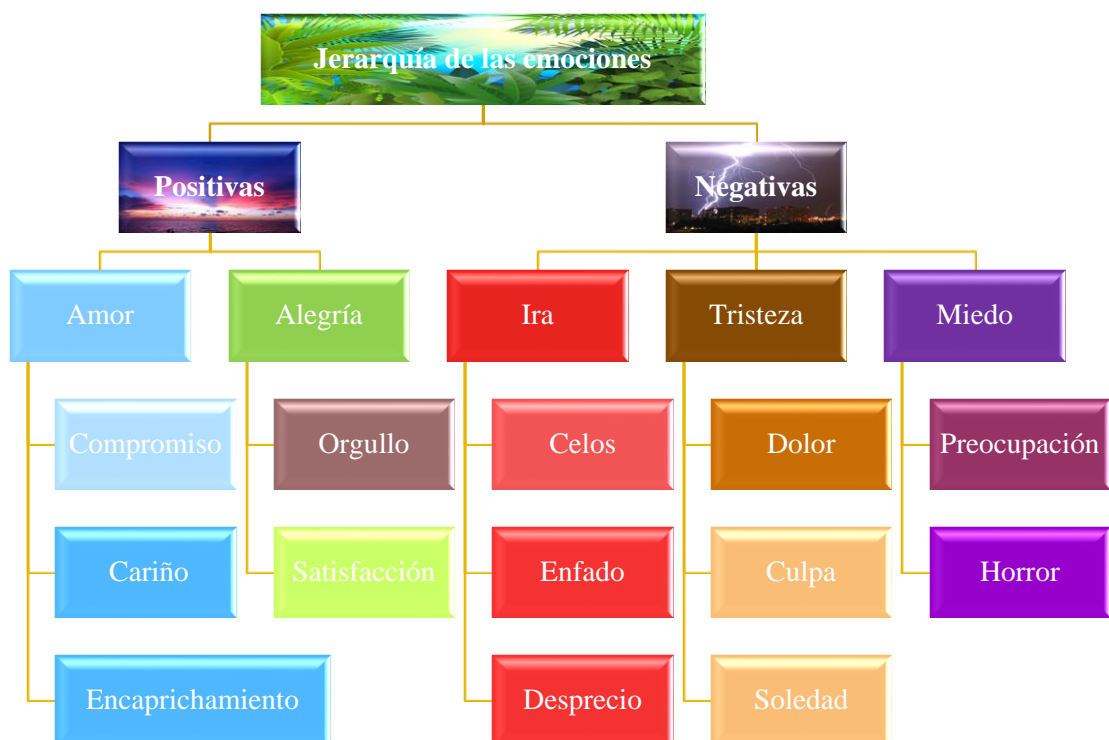 Jerarquía de las emociones
Positivas
Negativas
Amor
Alegría
Ira
Tristeza
Miedo
Compromiso
Orgullo
Celos
Dolor
Preocupación
Cariño
Satisfacción
Enfado
Culpa
Horror
Encaprichamiento
Desprecio
Soledad